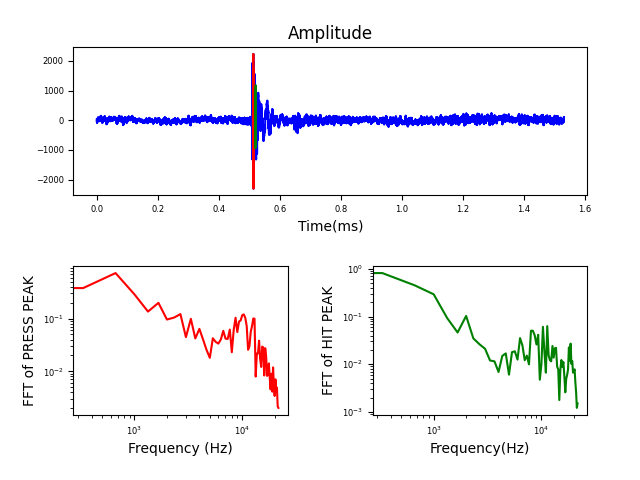 Amplitude
2000
1000
0
−1000
−2000
0.0 0.2 0.4 0.6 0.8 1.0 1.2 1.4 1.6
Time(ms)
FFT of PRESS PEAK
10⁻¹
10⁻²
10³ 10⁴
Frequency (Hz)
FFT of HIT PEAK
10⁰
10⁻¹
10⁻²
10⁻³
10³ 10⁴
Frequency(Hz)